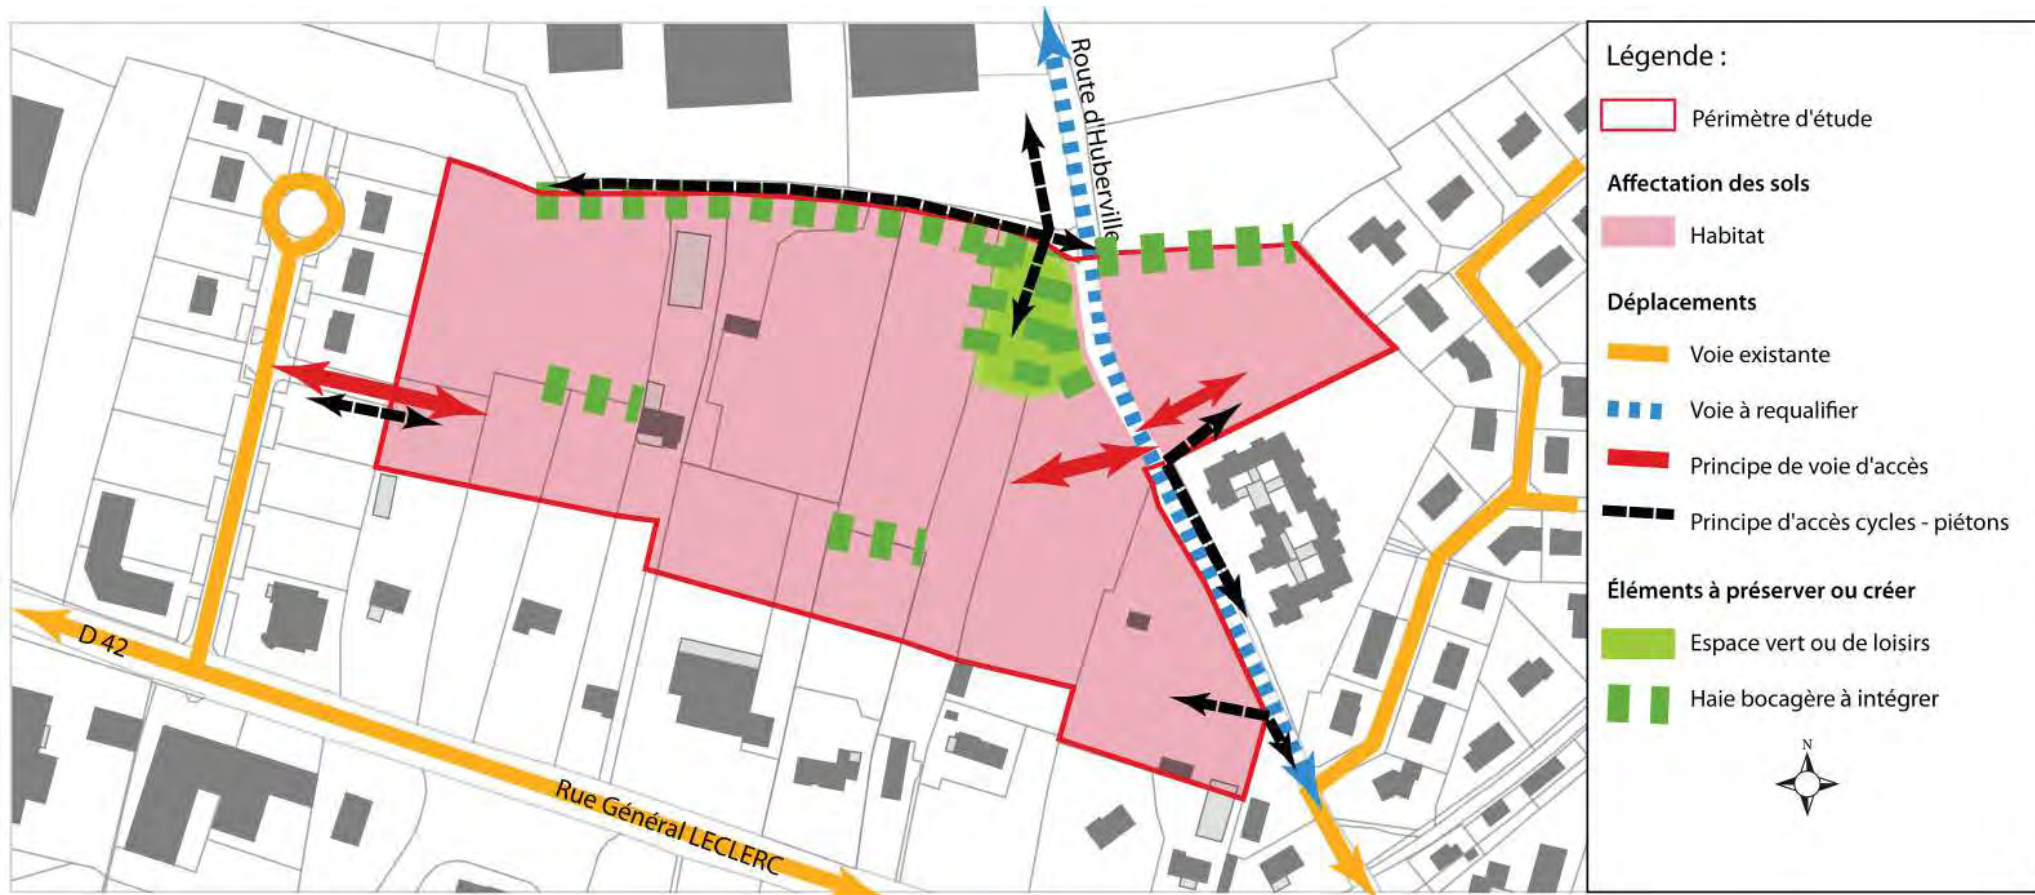 Route d'Huberville
D 42
Rue Général LECLERC
Légende :
Périmètre d'étude
Affectation des sols
Habitat
Déplacements
Voie existante
Voie à requalifier
Principe de voie d'accès
Principe d'accès cycles - piétons
Éléments à préserver ou créer
Espace vert ou de loisirs
Haie bocagère à intégrer
N